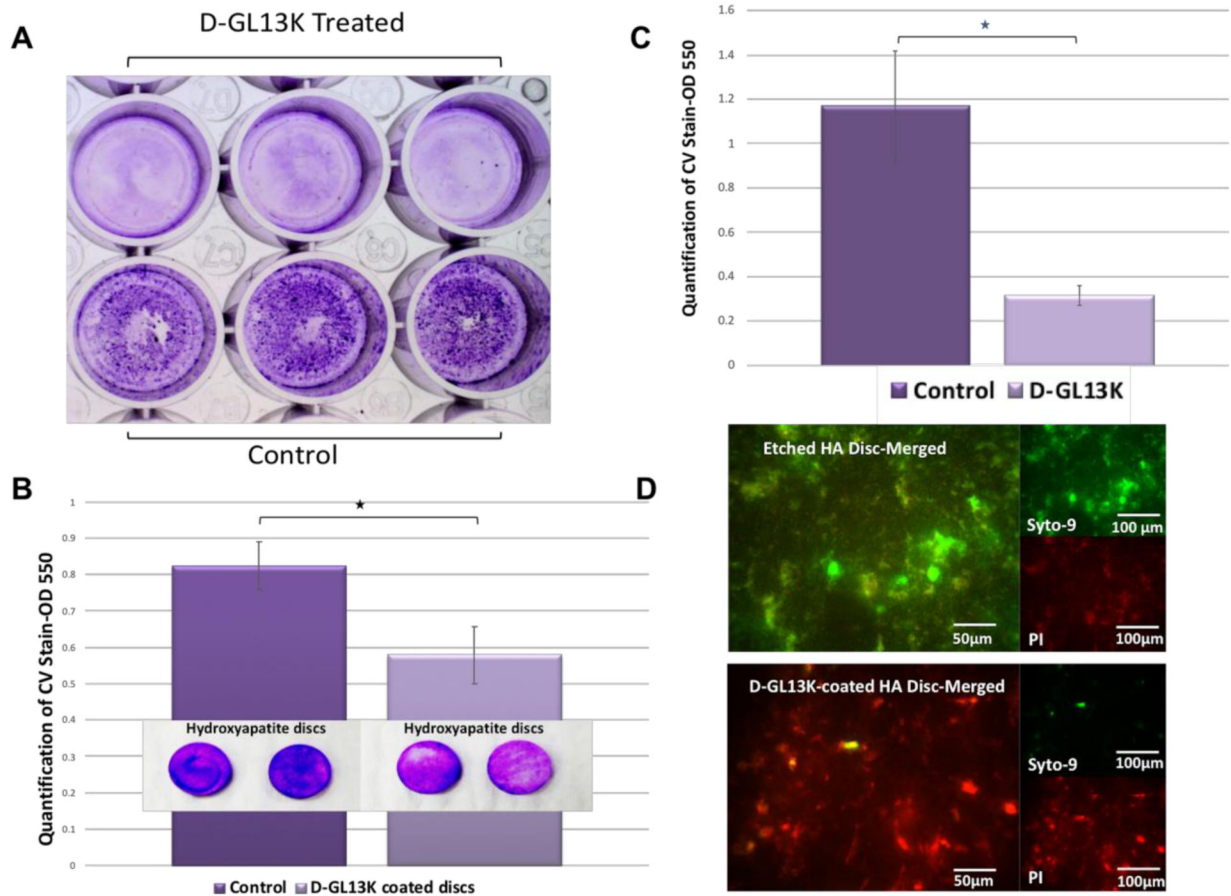 A
D-GL13K Treated
Control
B
Quantification of CV Stain-OD 550
1
0.9
0.8
0.7
0.6
0.5
0.4
0.3
0.2
0.1
0
★
Hydroxyapatite discs
Hydroxyapatite discs
Control
D-GL13K coated discs
C
Quantification of CV Stain-OD 550
1.6
1.4
1.2
1
0.8
0.6
0.4
0.2
0
★
Control
D-GL13K
D
Etched HA Disc-Merged
50µm
Syto-9
100 µm
PI
100µm
D-GL13K-coated HA Disc-Merged
50µm
Syto-9
100µm
PI
100µm